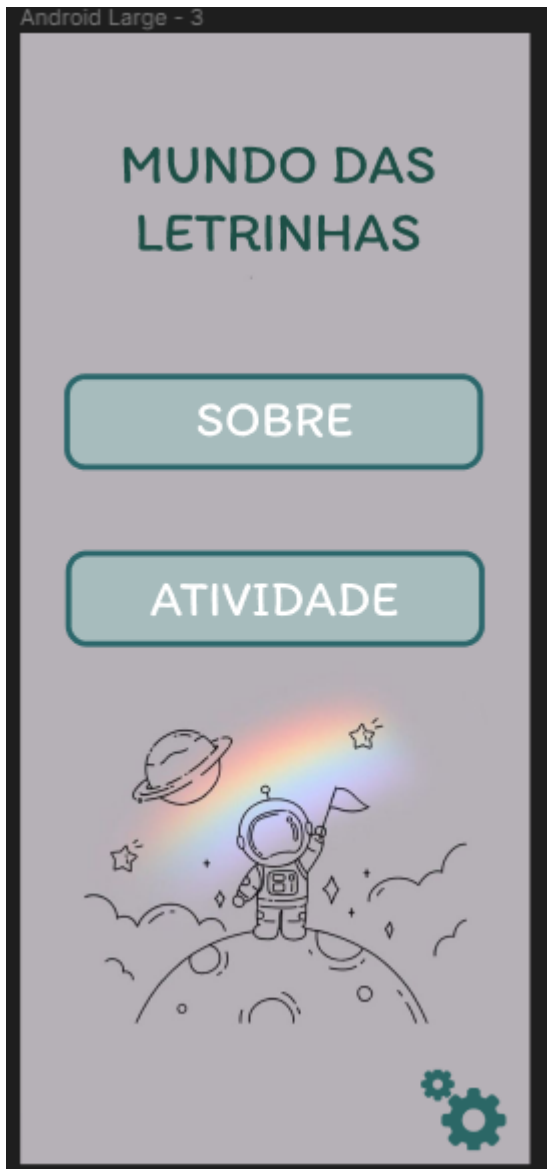 Android Large - 3
MUNDO DAS
LETRINHAS
SOBRE
ATIVIDADE